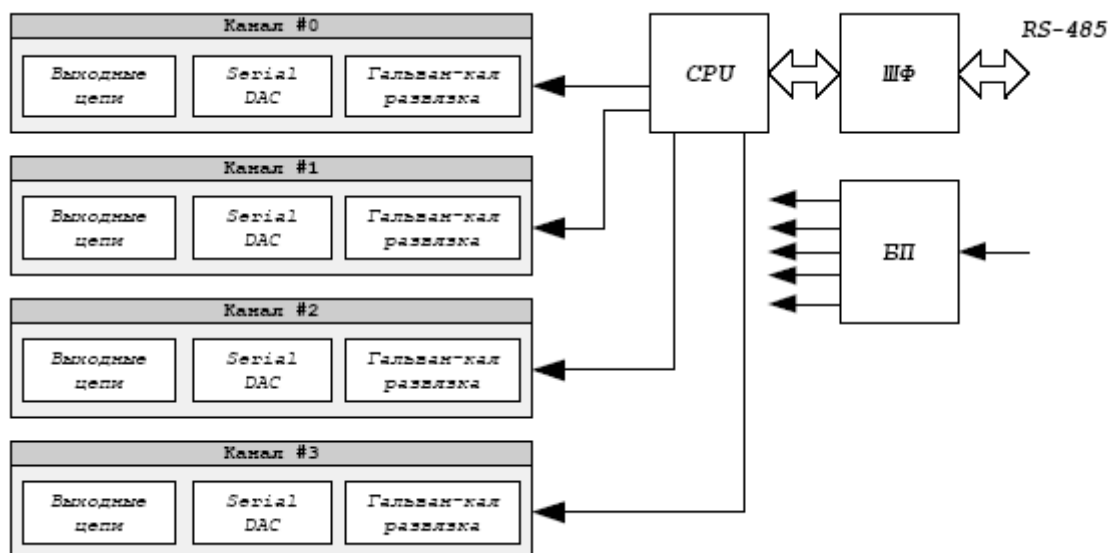 Канал #0
Выходные
цепи
Serial
DAC
Гальван-кая
развязка
CPU
ШФ
RS-485
Канал #1
Выходные
цепи
Serial
DAC
Гальван-кая
развязка
БП
Канал #2
Выходные
цепи
Serial
DAC
Гальван-кая
развязка
Канал #3
Выходные
цепи
Serial
DAC
Гальван-кая
развязка